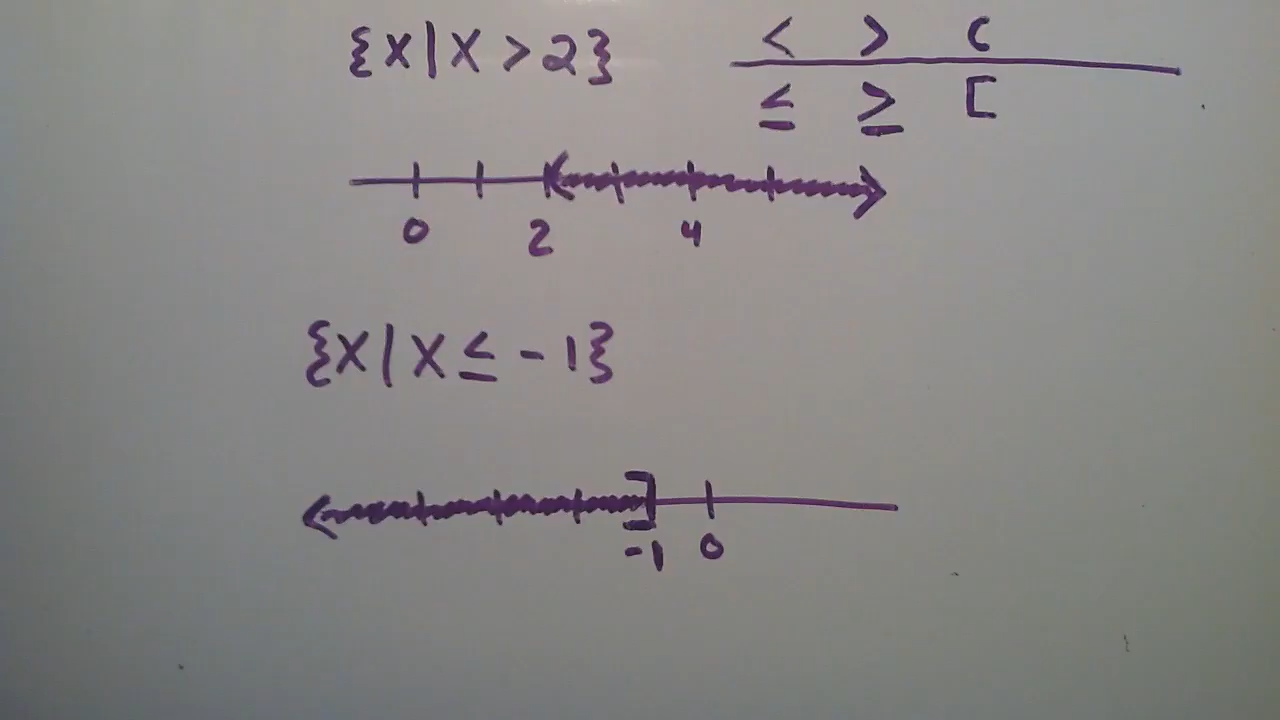 {x|x > 2}
< > (
≤ ≥ [
0 2 4
{x|x ≤ -1}
-1 0